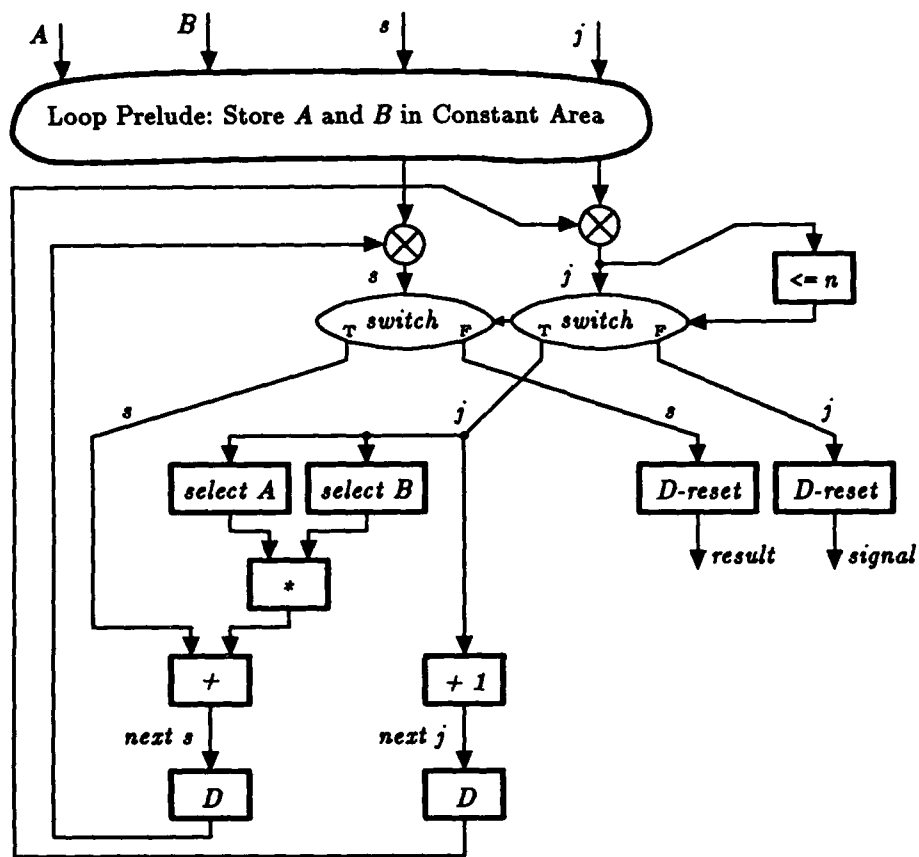 A B s j
Loop Prelude: Store A and B in Constant Area
s j <= n
T switch F T switch F
s j s j
select A select B D-reset D-reset
result signal
*
+ + 1
next s next j
D D